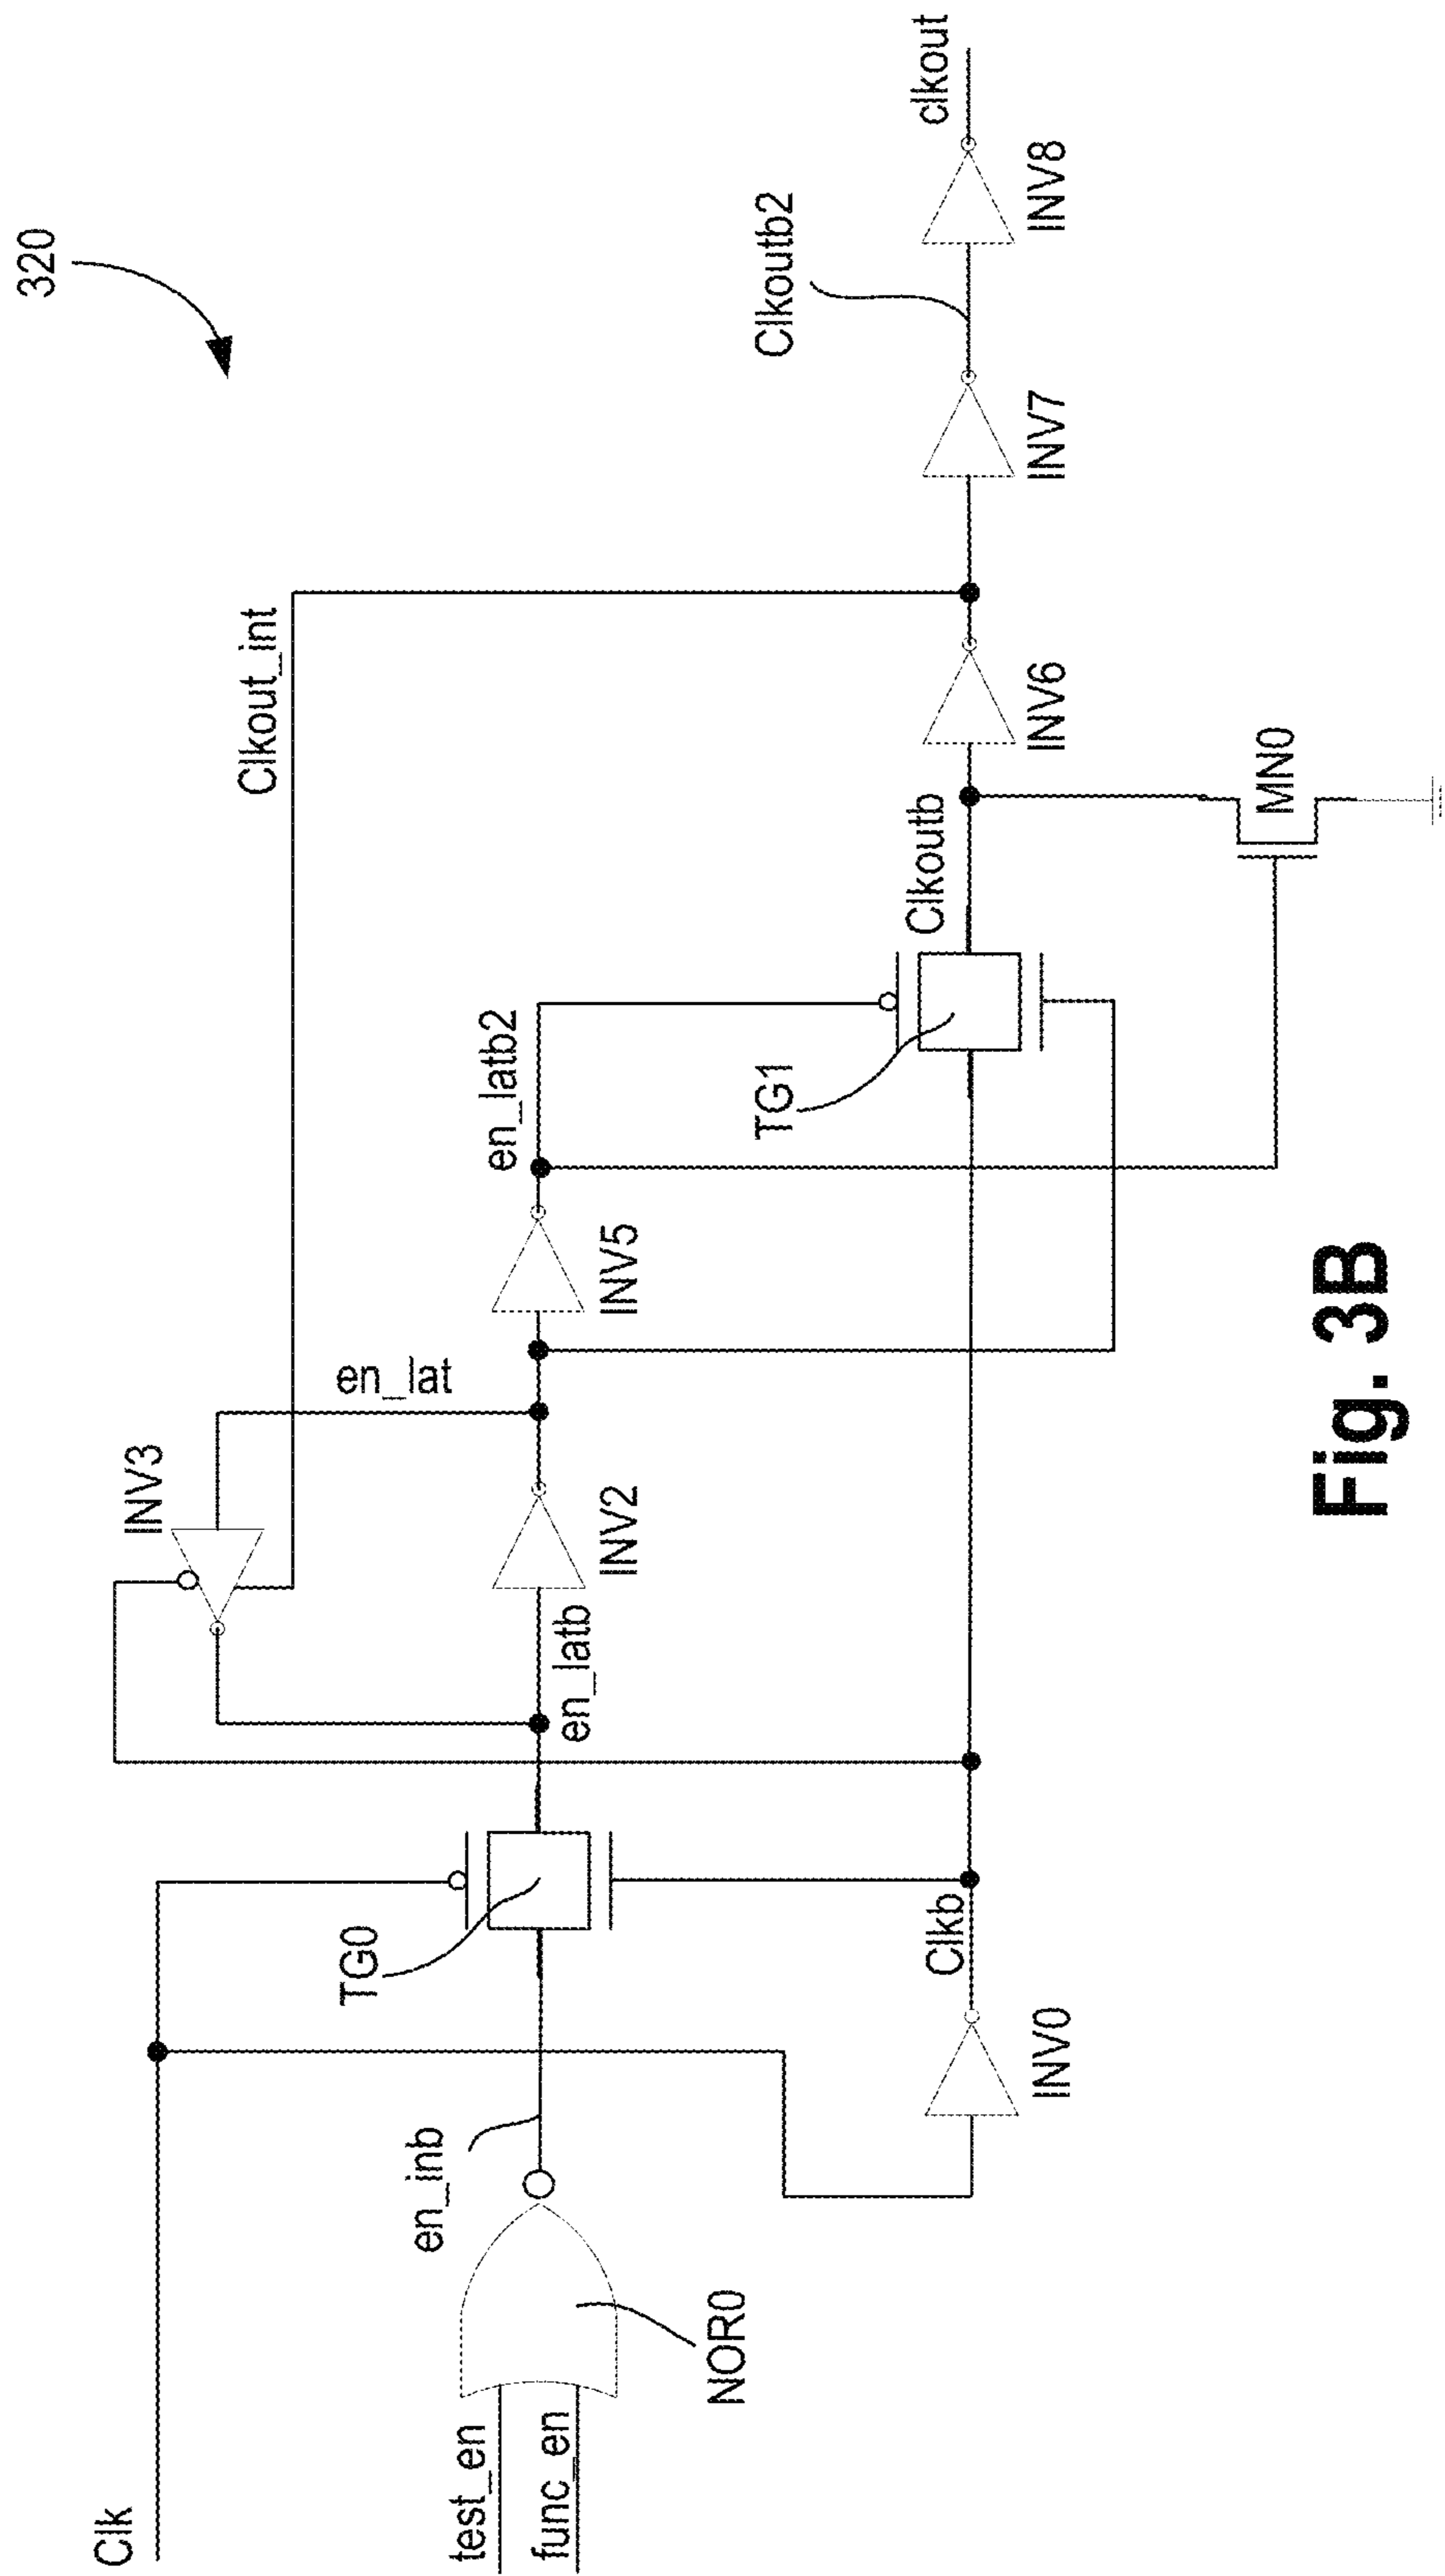 320
Clk
INV3
Clkout_int
en_lat
TG0
test_en
func_en
en_inb
NOR0
en_latb
INV2
INV5
en_latb2
TG1
Clkb
INV0
Clkoutb
INV6
MN0
Clkoutb2
INV7
clkout
INV8
Fig. 3B